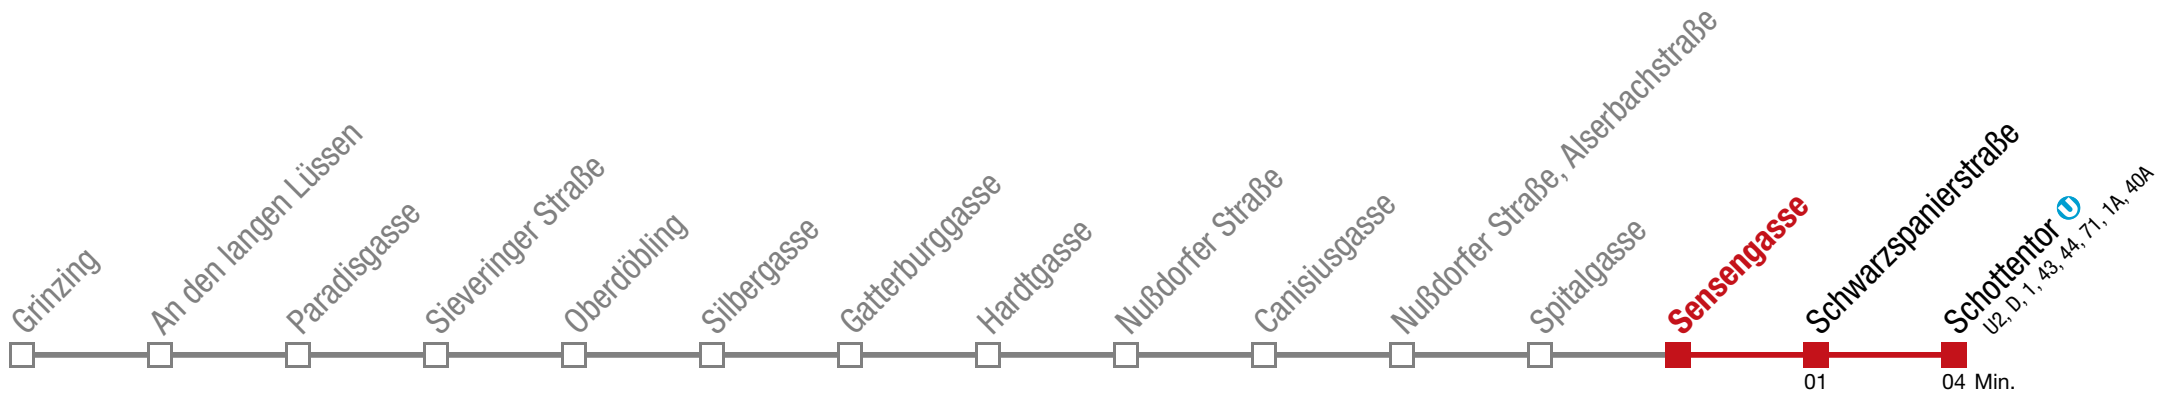 Grinzing
An den langen Lüssen
Paradisgasse
Sieveringer Straße
Oberdöbling
Silbergasse
Gatterburggasse
Hardtgasse
Nußdorfer Straße
Canisiusgasse
Nußdorfer Straße, Alserbachstraße
Spitalgasse
Sensengasse
Schwarzspanierstraße
Schottentor U
U2, D, 1, 43, 44, 71, 1A, 40A
01
04 Min.